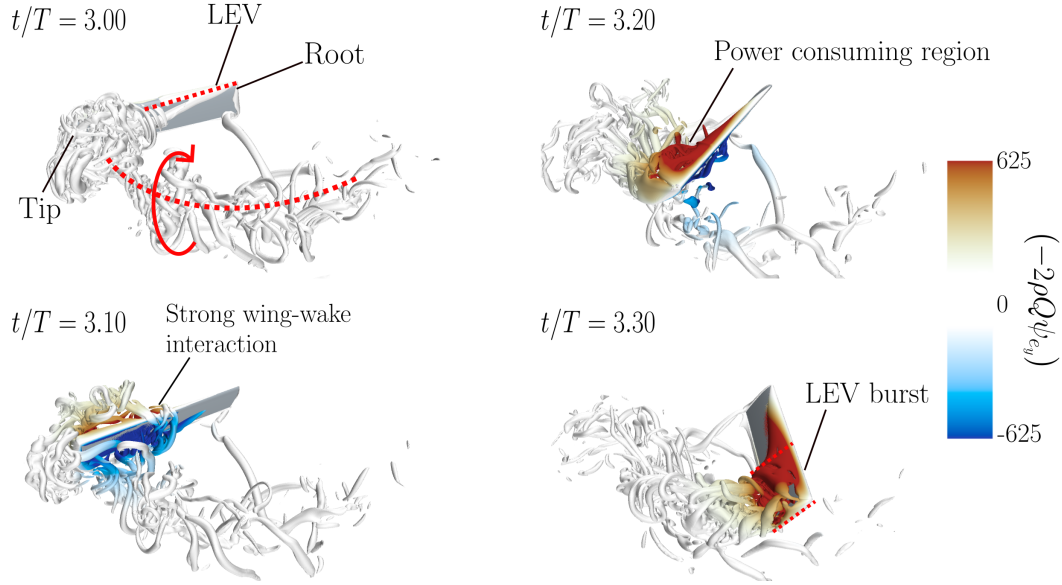 t/T = 3.00
LEV
Root
Tip
t/T = 3.20
Power consuming region
t/T = 3.10
Strong wing-wake
interaction
t/T = 3.30
LEV burst
625
0
-625
(−2ρQψ_{e_y})